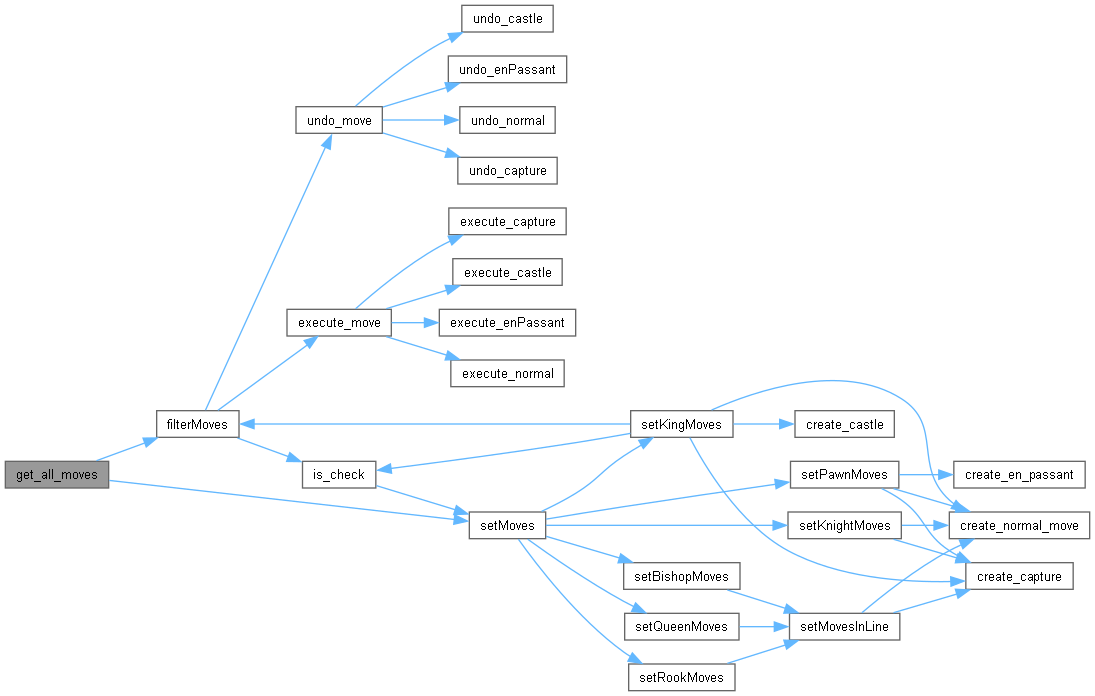 undo_castle
undo_enPassant
undo_move
undo_normal
undo_capture
execute_capture
execute_castle
execute_move
execute_enPassant
execute_normal
filterMoves
setKingMoves
create_castle
get_all_moves
is_check
setPawnMoves
create_en_passant
setMoves
setKnightMoves
create_normal_move
setBishopMoves
create_capture
setQueenMoves
setMovesInLine
setRookMoves